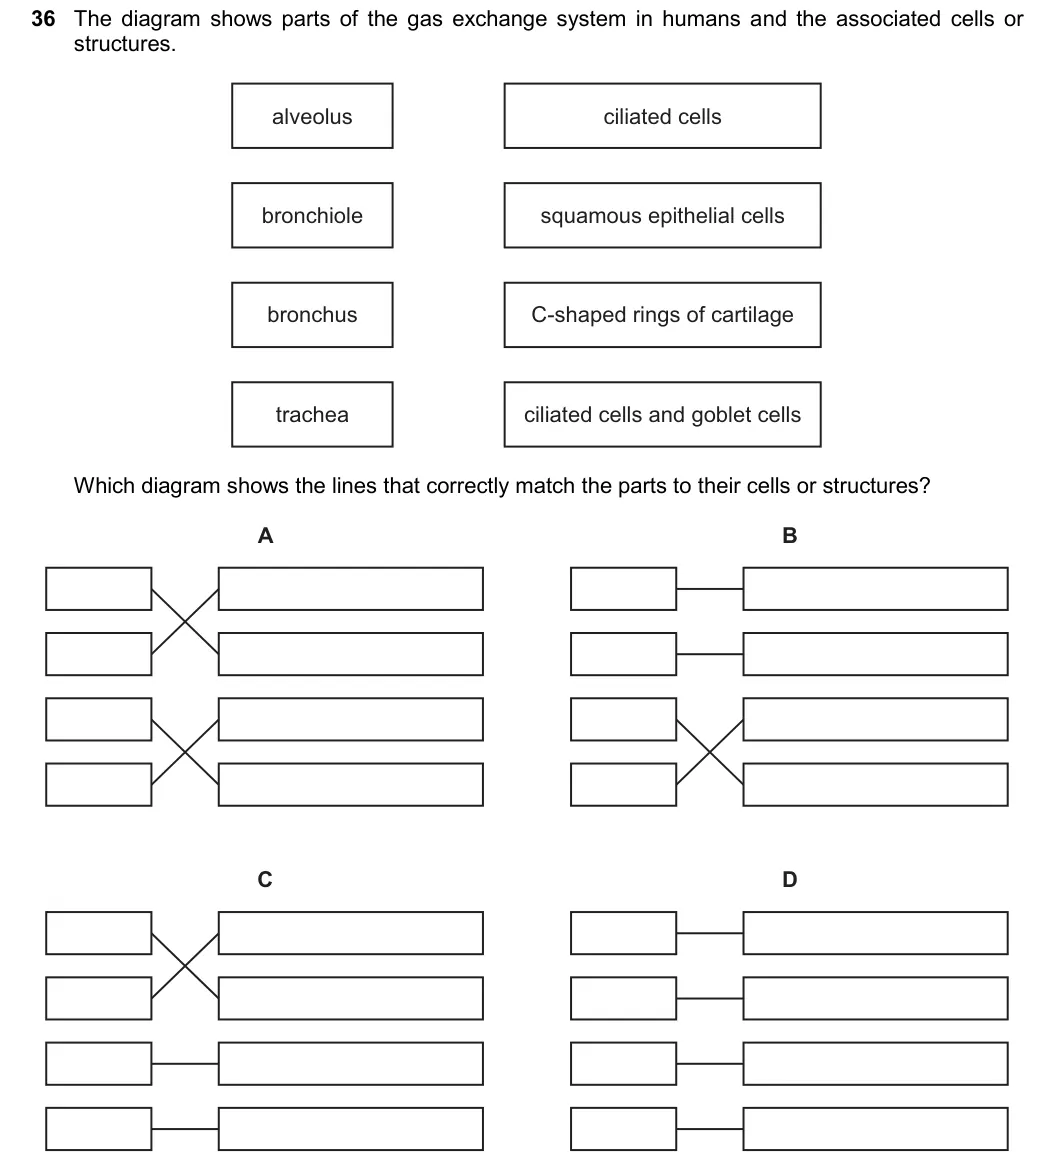 36 The diagram shows parts of the gas exchange system in humans and the associated cells or
structures.
alveolus
ciliated cells
bronchiole
squamous epithelial cells
bronchus
C-shaped rings of cartilage
trachea
ciliated cells and goblet cells
Which diagram shows the lines that correctly match the parts to their cells or structures?
A
B
C
D